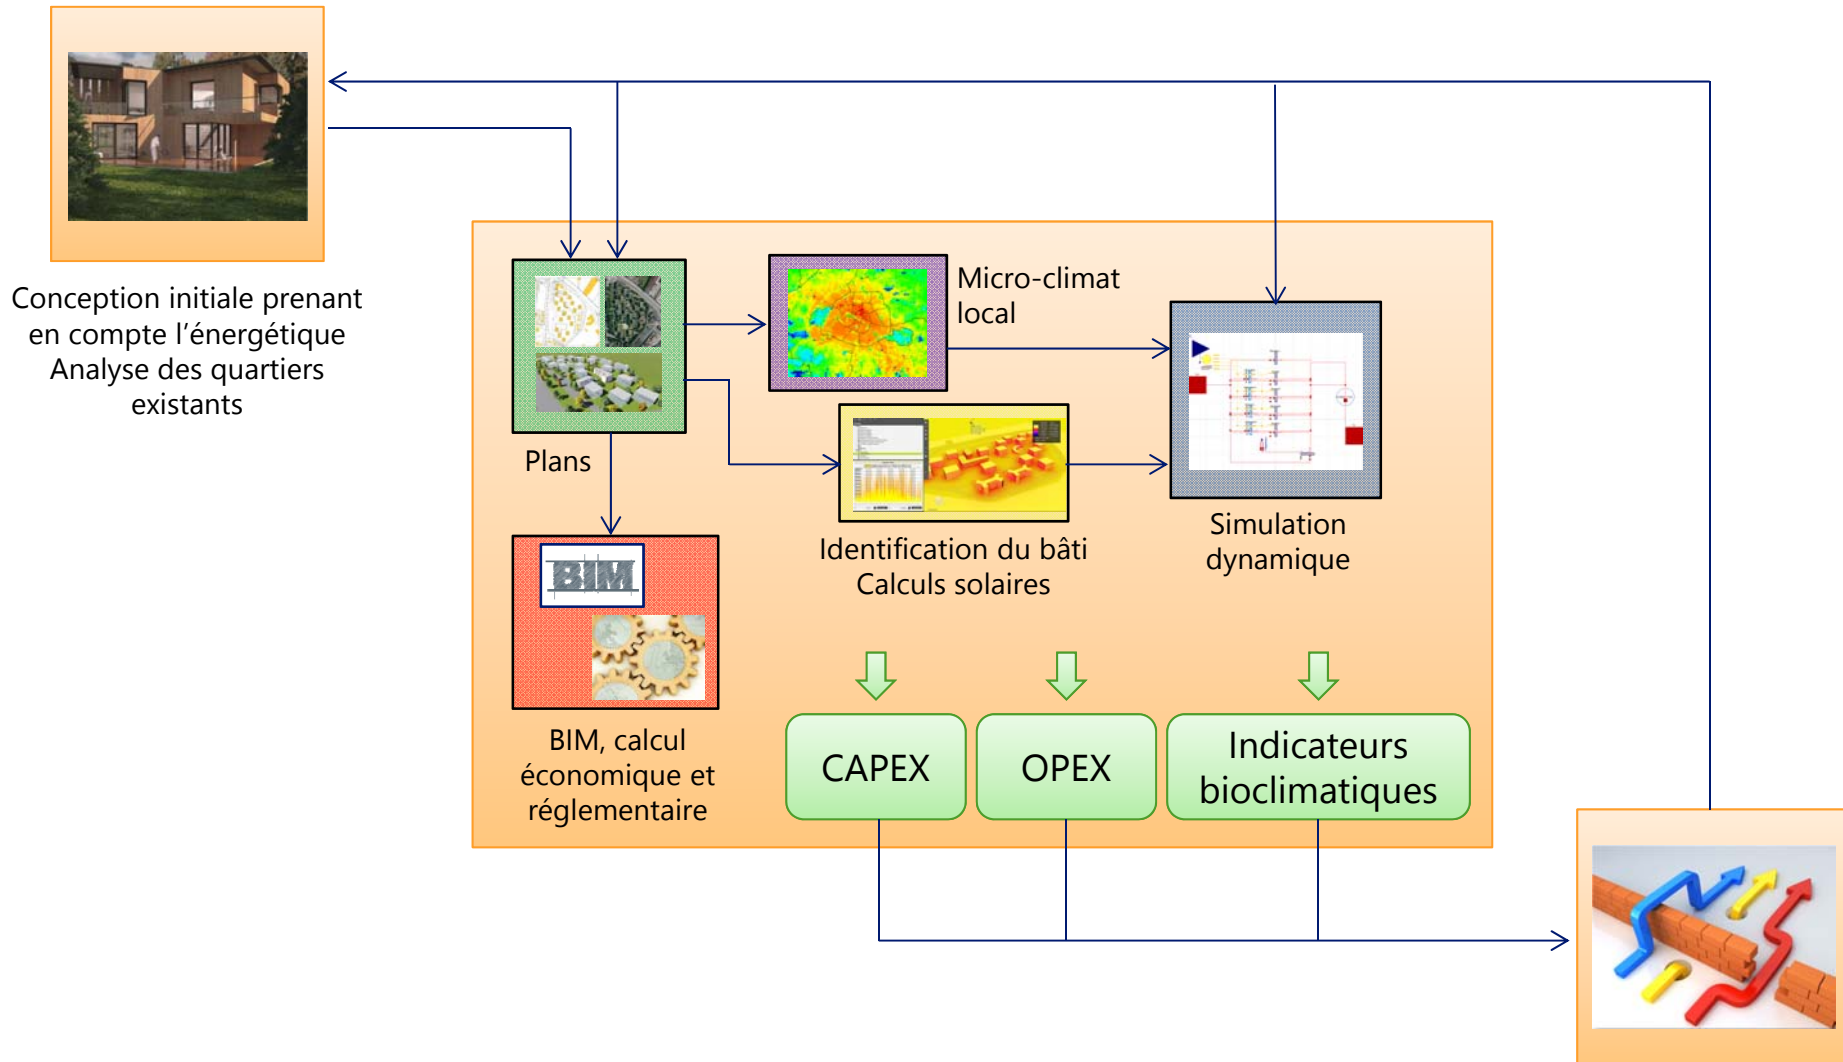 Conception initiale prenant
en compte l’énergétique
Analyse des quartiers
existants
Micro-climat
local
Plans
Identification du bâti
Calculs solaires
Simulation
dynamique
BIM
BIM, calcul
économique et
réglementaire
CAPEX
OPEX
Indicateurs
bioclimatiques